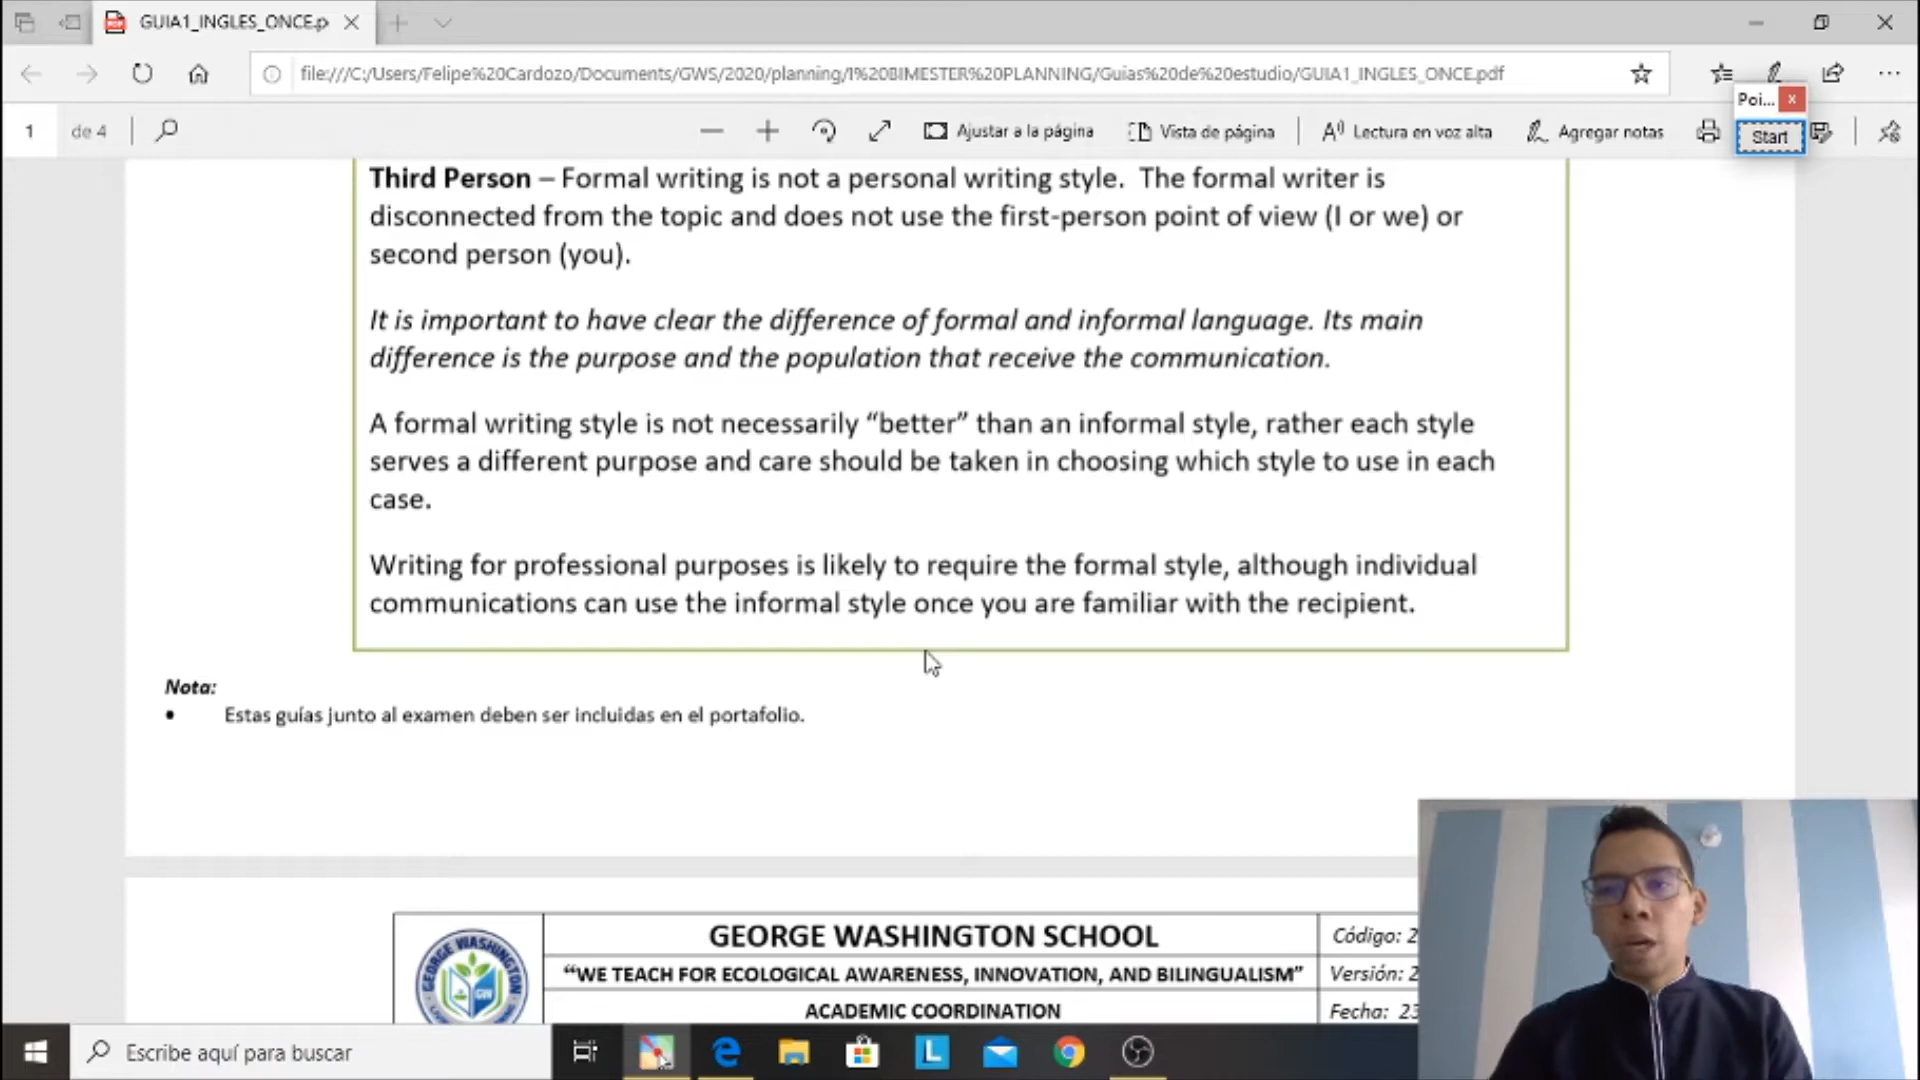 GUIA1_INGLES_ONCE.p
file:///C:/Users/Felipe%20Cardozo/Documents/GWS/2020/planning/I%20BIMESTER%20PLANNING/Guias%20de%20estudio/GUIA1_INGLES_ONCE.pdf
Poi... x
1 de 4 Ajustar a la página Vista de página Lectura en voz alta Agregar notas Start
Third Person – Formal writing is not a personal writing style. The formal writer is
disconnected from the topic and does not use the first-person point of view (I or we) or
second person (you).
It is important to have clear the difference of formal and informal language. Its main
difference is the purpose and the population that receive the communication.
A formal writing style is not necessarily “better” than an informal style, rather each style
serves a different purpose and care should be taken in choosing which style to use in each
case.
Writing for professional purposes is likely to require the formal style, although individual
communications can use the informal style once you are familiar with the recipient.
Nota:
• Estas guías junto al examen deben ser incluidas en el portafolio.
GEORGE WASHINGTON SCHOOL Código: 2
“WE TEACH FOR ECOLOGICAL AWARENESS, INNOVATION, AND BILINGUALISM” Versión: 2
ACADEMIC COORDINATION Fecha: 23
GEORGE WASHINGTON
GW
Escribe aquí para buscar
L